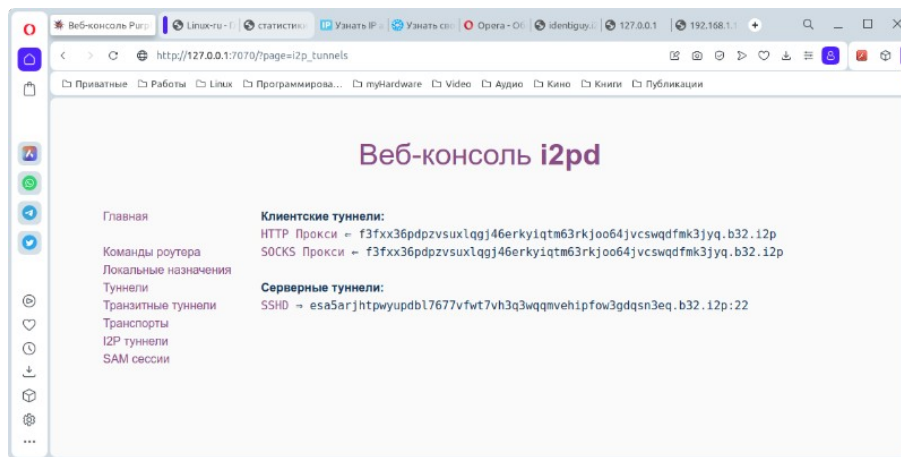 Веб-консоль Purp
Linux-ru - О
статистик
Узнать IP а
Узнать сво
Opera - Об
identiguy.i
127.0.0.1
192.168.1.1
http://127.0.0.1:7070/?page=i2p_tunnels
Приватные Работы Linux Программирова... myHardware Video Аудио Кино Книги Публикации
Веб-консоль i2pd
Главная
Команды роутера
Локальные назначения
Туннели
Транзитные туннели
Транспорты
I2P туннели
SAM сессии
Клиентские туннели:
HTTP Прокси ⇐ f3fxx36pdpzvsuxlqgj46erkyiqtm63rkjoo64jvcswqdfmk3jyq.b32.i2p
SOCKS Прокси ⇐ f3fxx36pdpzvsuxlqgj46erkyiqtm63rkjoo64jvcswqdfmk3jyq.b32.i2p
Серверные туннели:
SSHD ⇒ esa5arjhtpwyupdbl7677vfwt7vh3q3wqqmvehipfow3gdqsn3eq.b32.i2p:22